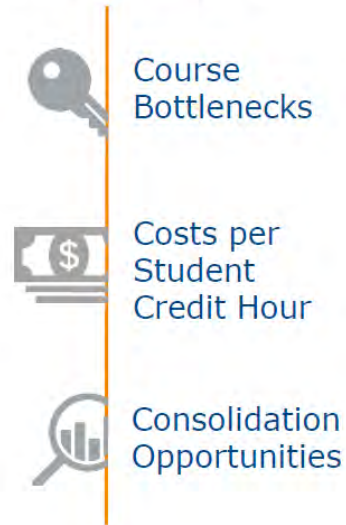 Course
Bottlenecks
$
Costs per
Student
Credit Hour
Consolidation
Opportunities